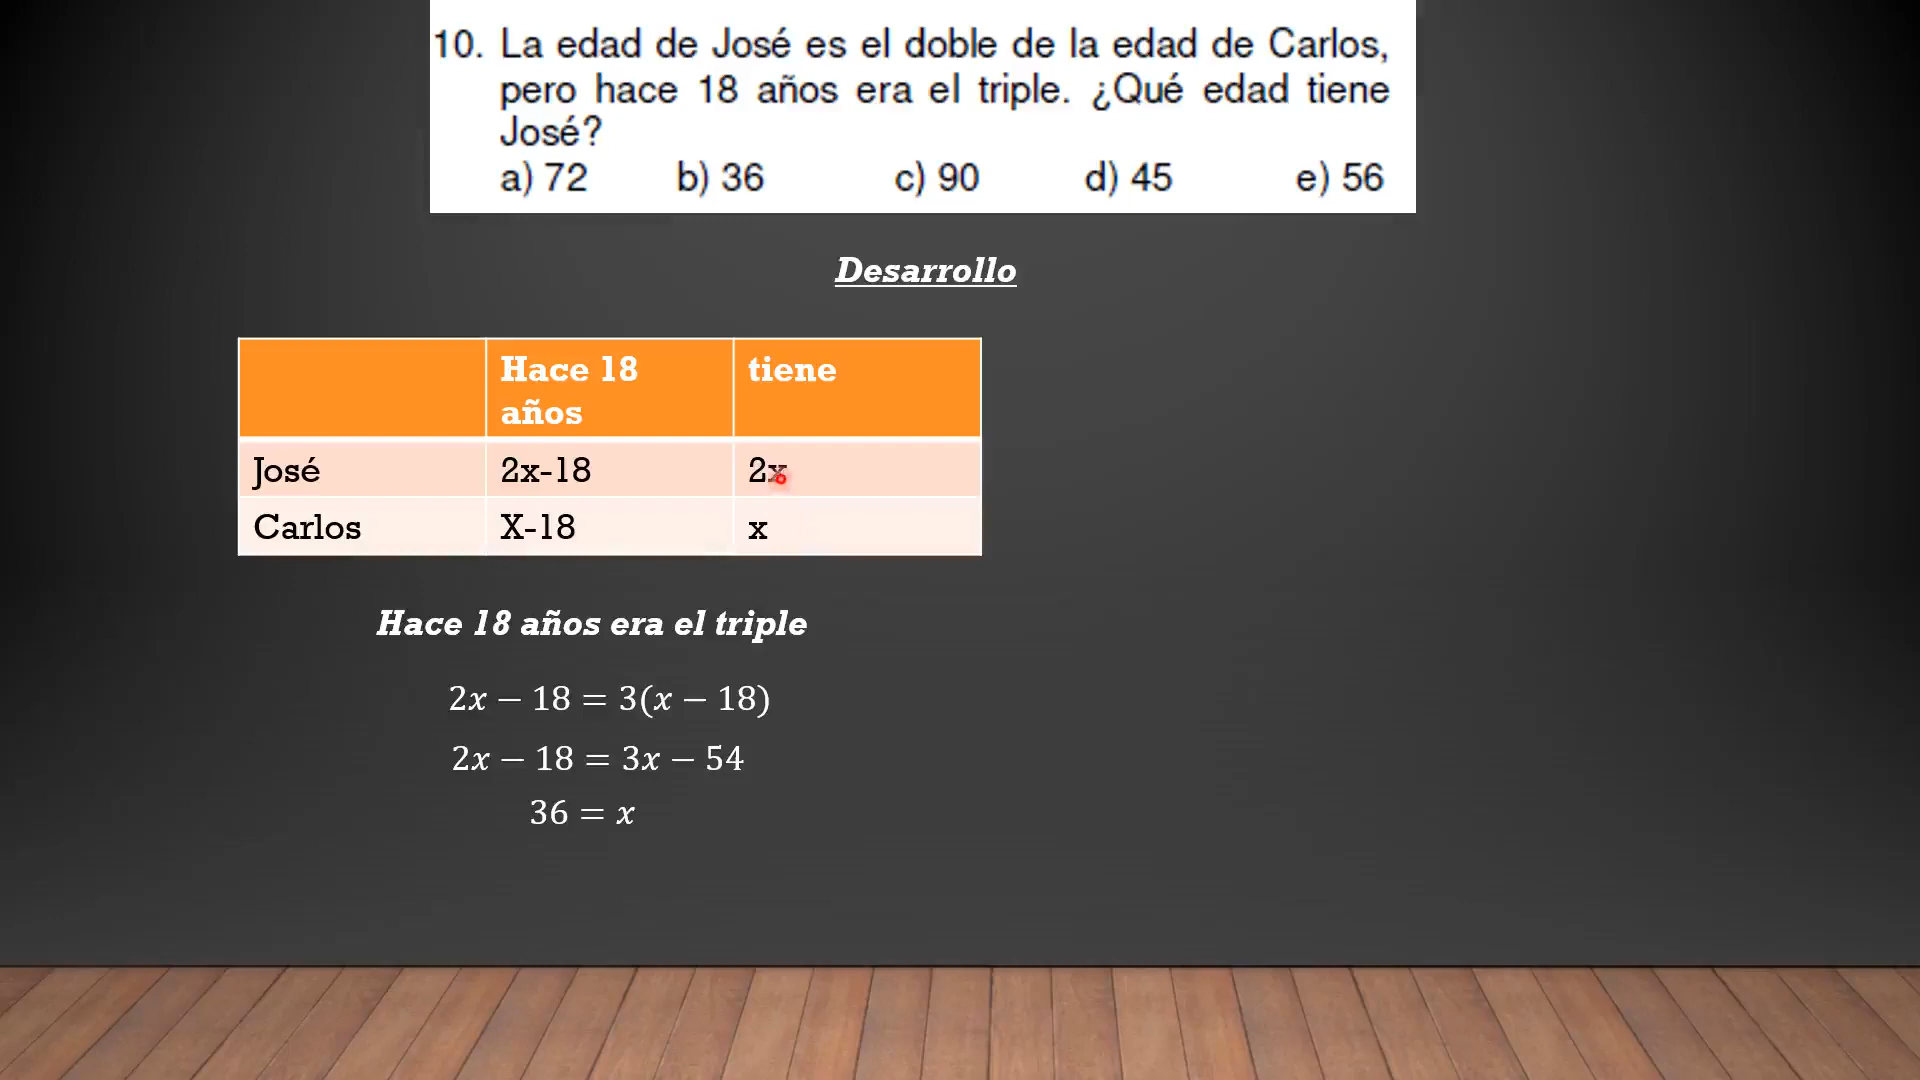 10. La edad de José es el doble de la edad de Carlos,
pero hace 18 años era el triple. ¿Qué edad tiene
José?
a) 72 b) 36 c) 90 d) 45 e) 56
Desarrollo
Hace 18 tiene
años
José 2x-18 2x
Carlos X-18 x
Hace 18 años era el triple
2x − 18 = 3(x − 18)
2x − 18 = 3x − 54
36 = x